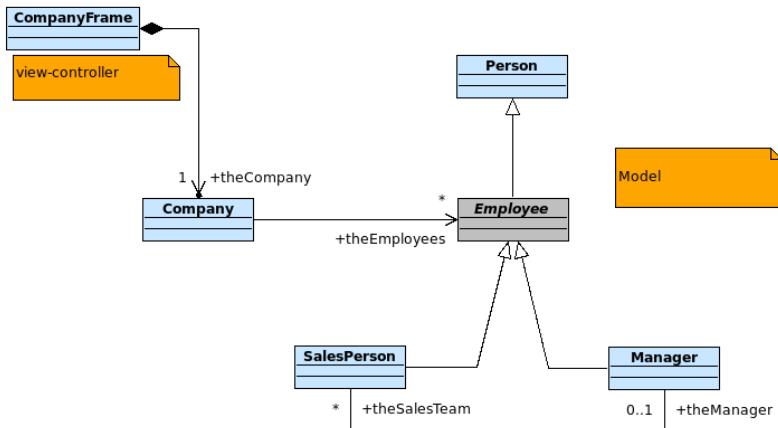 CompanyFrame
view-controller
Person
Model
1 +theCompany
Company
*
Employee
+theEmployees
SalesPerson
Manager
* +theSalesTeam
0..1 +theManager